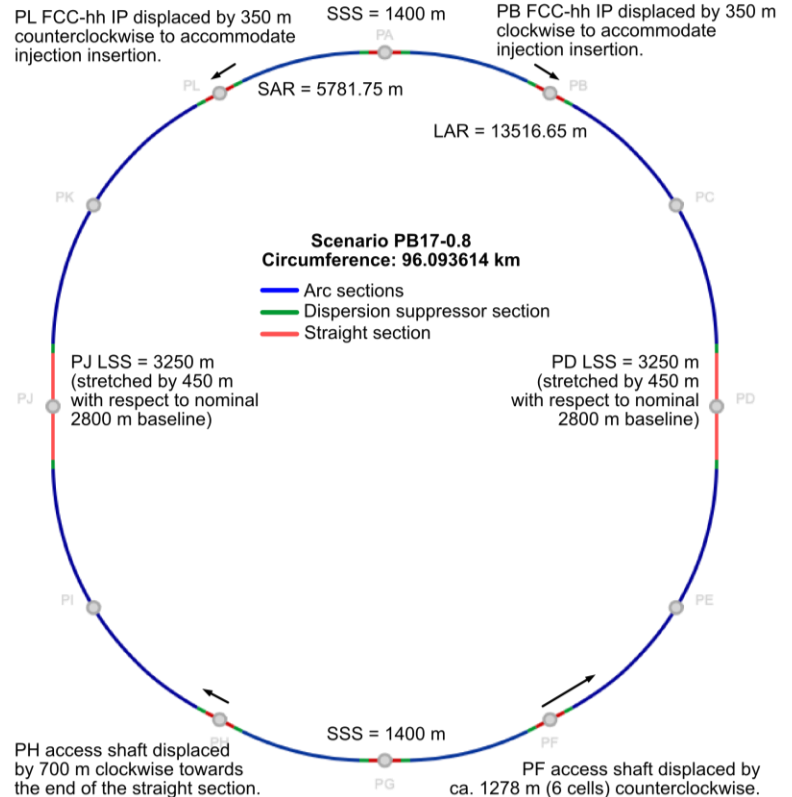 PL FCC-hh IP displaced by 350 m
counterclockwise to accommodate
injection insertion.
SSS = 1400 m
PA
PB FCC-hh IP displaced by 350 m
clockwise to accommodate
injection insertion.
PL
SAR = 5781.75 m
PB
LAR = 13516.65 m
PK
PC
Scenario PB17-0.8
Circumference: 96.093614 km
Arc sections
Dispersion suppressor section
Straight section
PJ
PJ LSS = 3250 m
(stretched by 450 m
with respect to nominal
2800 m baseline)
PD LSS = 3250 m
(stretched by 450 m
with respect to nominal
2800 m baseline)
PD
PI
PE
PH
PH access shaft displaced
by 700 m clockwise towards
the end of the straight section.
SSS = 1400 m
PG
PF
PF access shaft displaced by
ca. 1278 m (6 cells) counterclockwise.